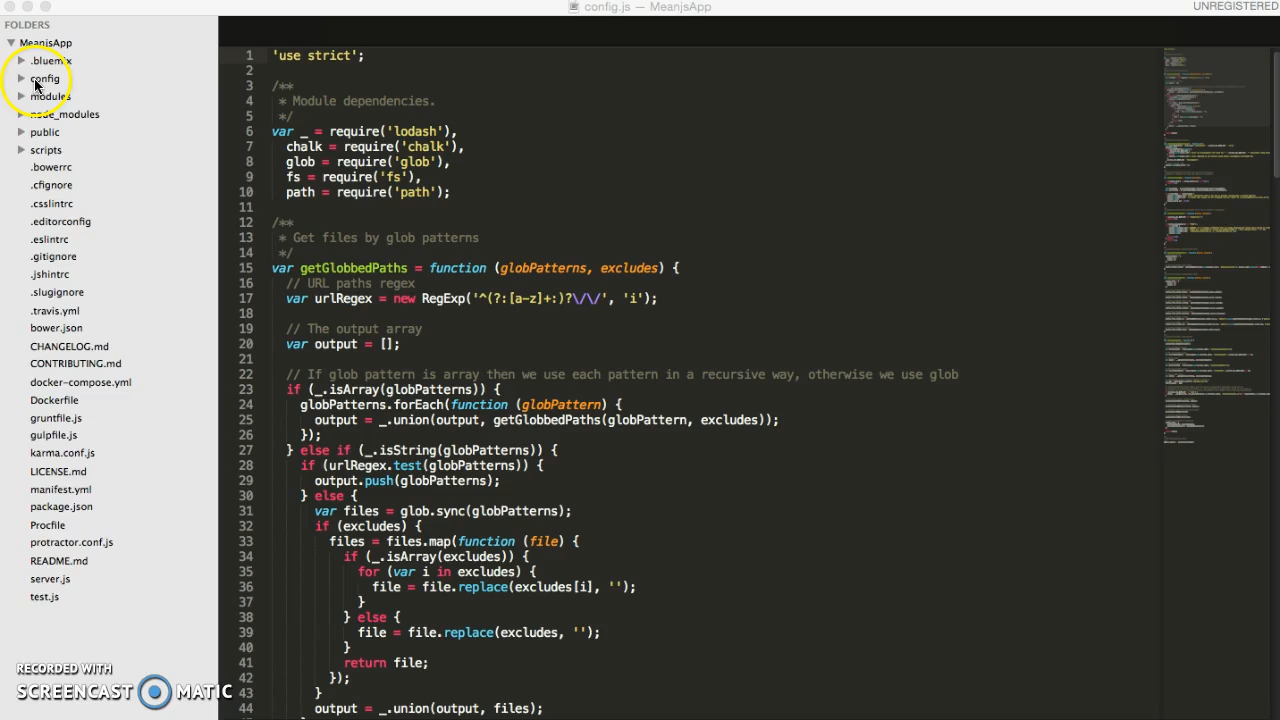 config.js — MeanjsApp
UNREGISTERED
FOLDERS
MeanjsApp
.bluemix
config
modules
node_modules
public
scripts
.bowerrc
.cfignore
.csslintrc
.editorconfig
.eslintrc
.gitignore
.jshintrc
.slugignore
.travis.yml
bower.json
CHANGELOG.md
CONTRIBUTING.md
docker-compose.yml
Dockerfile
gruntfile.js
gulpfile.js
karma.conf.js
LICENSE.md
manifest.yml
package.json
Procfile
protractor.conf.js
README.md
server.js
test.js
RECORDED WITH
SCREENCAST MATIC
1 'use strict';
2
3 /**
4 * Module dependencies.
5 */
6 var _ = require('lodash'),
7 chalk = require('chalk'),
8 glob = require('glob'),
9 fs = require('fs'),
10 path = require('path');
11
12 /**
13 * Get files by glob patterns
14 */
15 var getGlobbedPaths = function (globPatterns, excludes) {
16 // URL paths regex
17 var urlRegex = new RegExp('^(?:[a-z]+:)?\/\/', 'i');
18
19 // The output array
20 var output = [];
21
22 // If glob pattern is array then we use each pattern in a recursive way, otherwise we use glob
23 if (_.isArray(globPatterns)) {
24 globPatterns.forEach(function (globPattern) {
25 output = _.union(output, getGlobbedPaths(globPattern, excludes));
26 });
27 } else if (_.isString(globPatterns)) {
28 if (urlRegex.test(globPatterns)) {
29 output.push(globPatterns);
30 } else {
31 var files = glob.sync(globPatterns);
32 if (excludes) {
33 files = files.map(function (file) {
34 if (_.isArray(excludes)) {
35 for (var i in excludes) {
36 file = file.replace(excludes[i], '');
37 }
38 } else {
39 file = file.replace(excludes, '');
40 }
41 return file;
42 });
43 }
44 output = _.union(output, files);